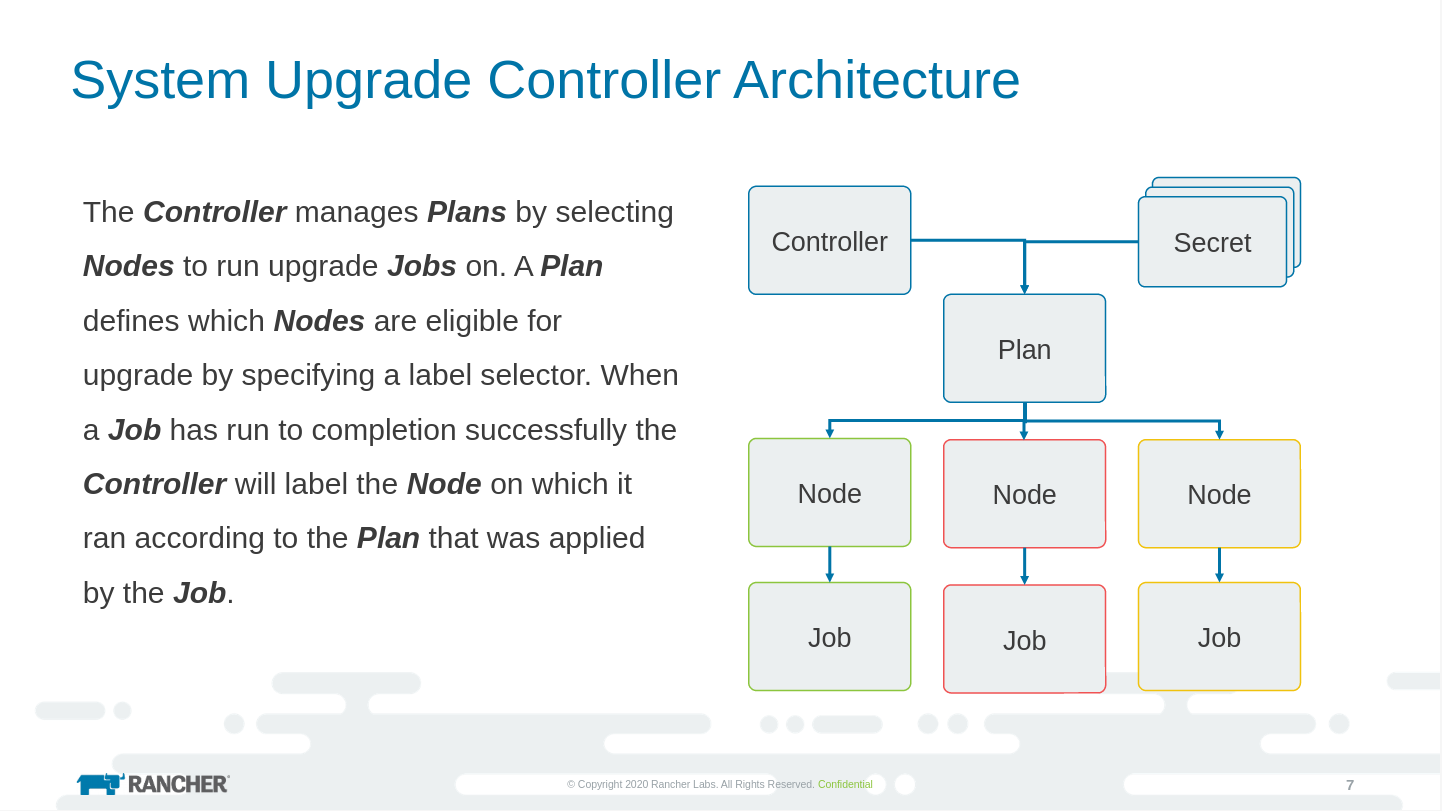 System Upgrade Controller Architecture
The Controller manages Plans by selecting
Nodes to run upgrade Jobs on. A Plan
defines which Nodes are eligible for
upgrade by specifying a label selector. When
a Job has run to completion successfully the
Controller will label the Node on which it
ran according to the Plan that was applied
by the Job.
Controller
Secret
Plan
Node
Node
Node
Job
Job
Job
RANCHER
© Copyright 2020 Rancher Labs. All Rights Reserved. Confidential
7